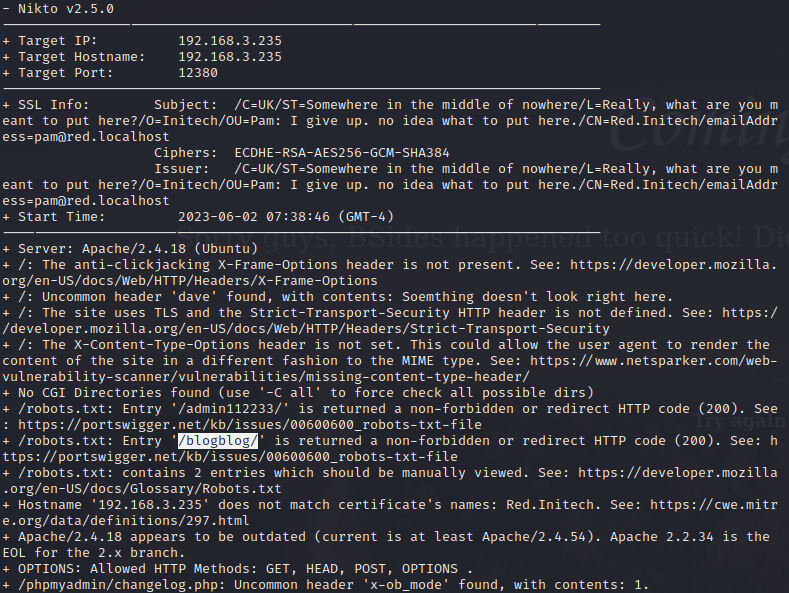 - Nikto v2.5.0
+ Target IP:          192.168.3.235
+ Target Hostname:    192.168.3.235
+ Target Port:        12380
+ SSL Info:        Subject:  /C=UK/ST=Somewhere in the middle of nowhere/L=Really, what are you m
eant to put here?/O=Initech/OU=Pam: I give up. no idea what to put here./CN=Red.Initech/emailAddr
ess=pam@red.localhost
                   Ciphers:  ECDHE-RSA-AES256-GCM-SHA384
                   Issuer:   /C=UK/ST=Somewhere in the middle of nowhere/L=Really, what are you m
eant to put here?/O=Initech/OU=Pam: I give up. no idea what to put here./CN=Red.Initech/emailAddr
ess=pam@red.localhost
+ Start Time:         2023-06-02 07:38:46 (GMT-4)
Coming
guys, BSides happened too quick!
+ Server: Apache/2.4.18 (Ubuntu)
+ /: The anti-clickjacking X-Frame-Options header is not present. See: https://developer.mozilla.
org/en-US/docs/Web/HTTP/Headers/X-Frame-Options
+ /: Uncommon header 'dave' found, with contents: Soemthing doesn't look right here.
+ /: The site uses TLS and the Strict-Transport-Security HTTP header is not defined. See: https:/
/developer.mozilla.org/en-US/docs/Web/HTTP/Headers/Strict-Transport-Security
+ /: The X-Content-Type-Options header is not set. This could allow the user agent to render the
content of the site in a different fashion to the MIME type. See: https://www.netsparker.com/web-
vulnerability-scanner/vulnerabilities/missing-content-type-header/
+ No CGI Directories found (use '-C all' to force check all possible dirs)
+ /robots.txt: Entry '/admin112233/' is returned a non-forbidden or redirect HTTP code (200). See
: https://portswigger.net/kb/issues/00600600_robots-txt-file
Try again
+ /robots.txt: Entry '/blogblog/' is returned a non-forbidden or redirect HTTP code (200). See: h
ttps://portswigger.net/kb/issues/00600600_robots-txt-file
+ /robots.txt: contains 2 entries which should be manually viewed. See: https://developer.mozilla
.org/en-US/docs/Glossary/Robots.txt
+ Hostname '192.168.3.235' does not match certificate's names: Red.Initech. See: https://cwe.mitr
e.org/data/definitions/297.html
+ Apache/2.4.18 appears to be outdated (current is at least Apache/2.4.54). Apache 2.2.34 is the
EOL for the 2.x branch.
+ OPTIONS: Allowed HTTP Methods: GET, HEAD, POST, OPTIONS .
+ /phpmyadmin/changelog.php: Uncommon header 'x-ob_mode' found, with contents: 1.